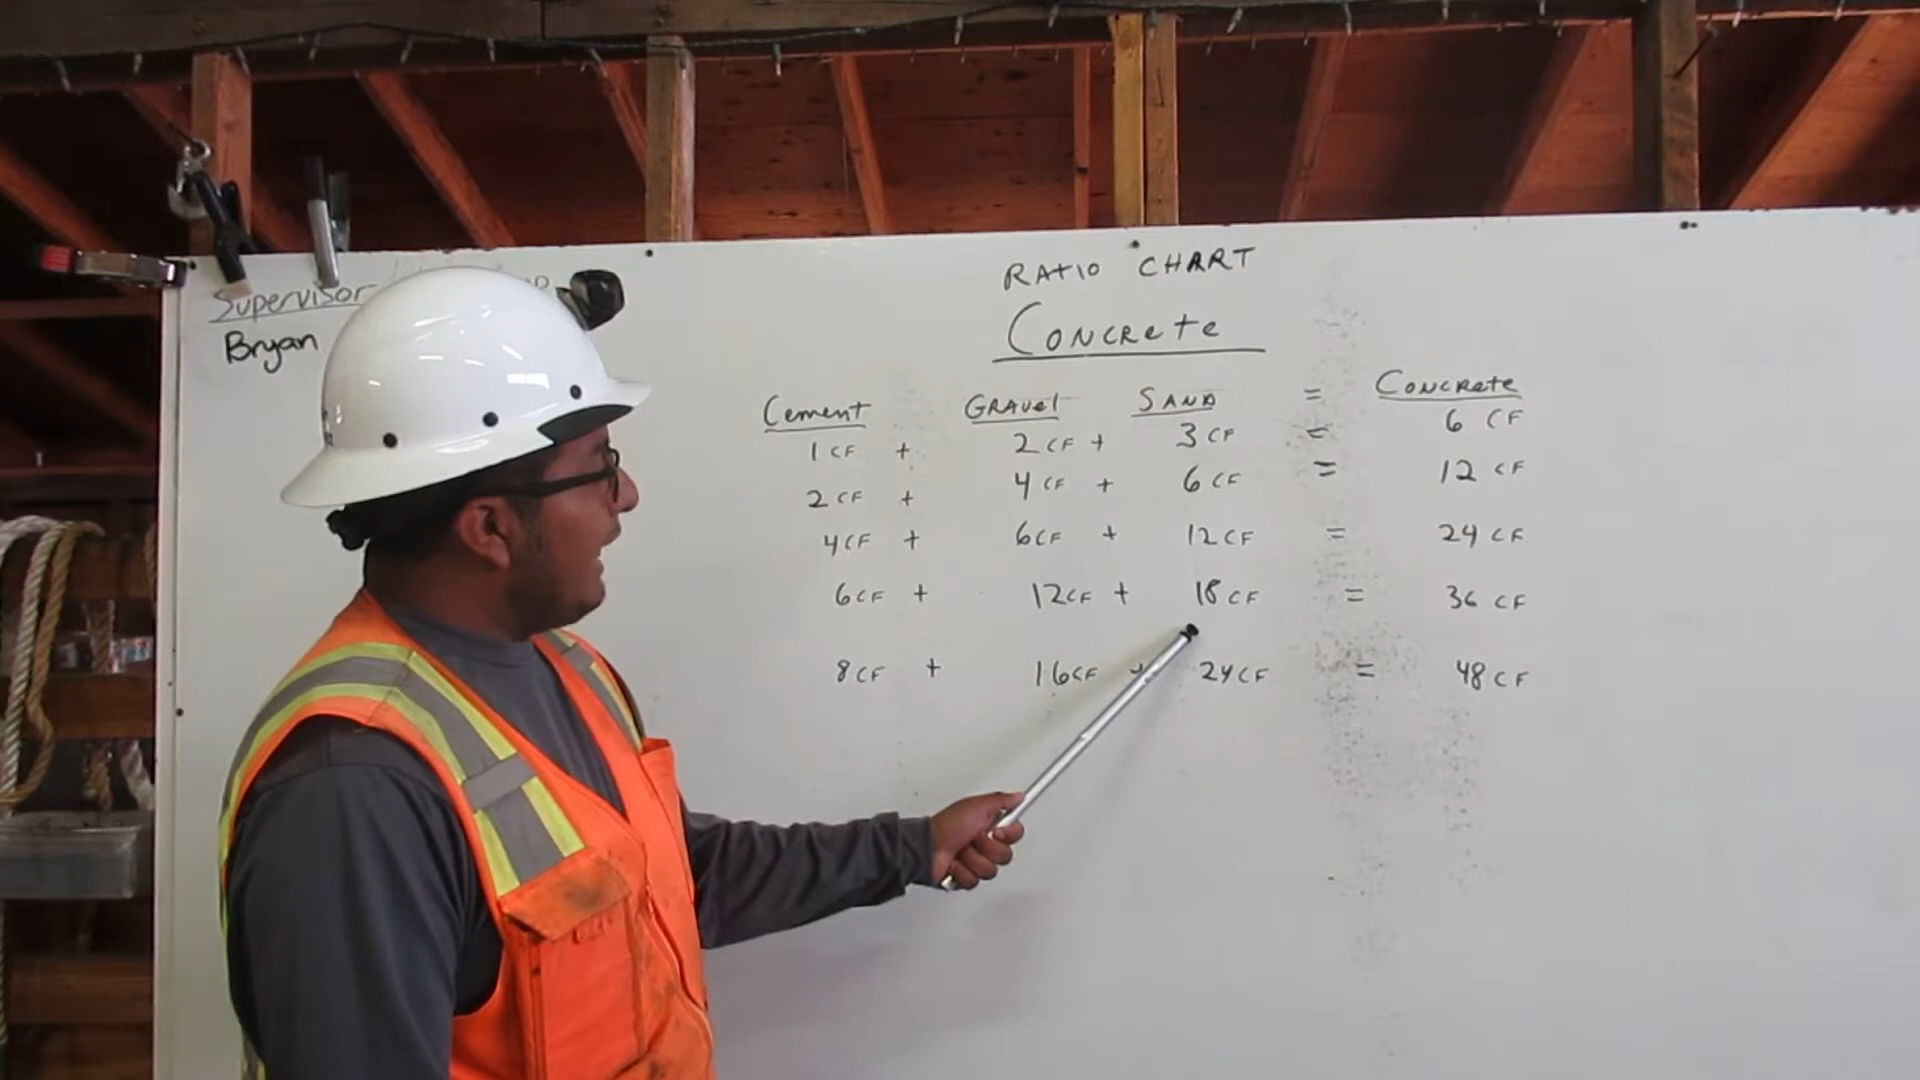 Supervisor
Bryan
RATIO CHART
CONCRete
Cement GRAVel SAND = CONCRete
1 CF + 2 CF + 3 CF = 6 CF
2 CF + 4 CF + 6 CF = 12 CF
4 CF + 6 CF + 12 CF = 24 CF
6 CF + 12 CF + 18 CF = 36 CF
8 CF + 16 CF + 24 CF = 48 CF